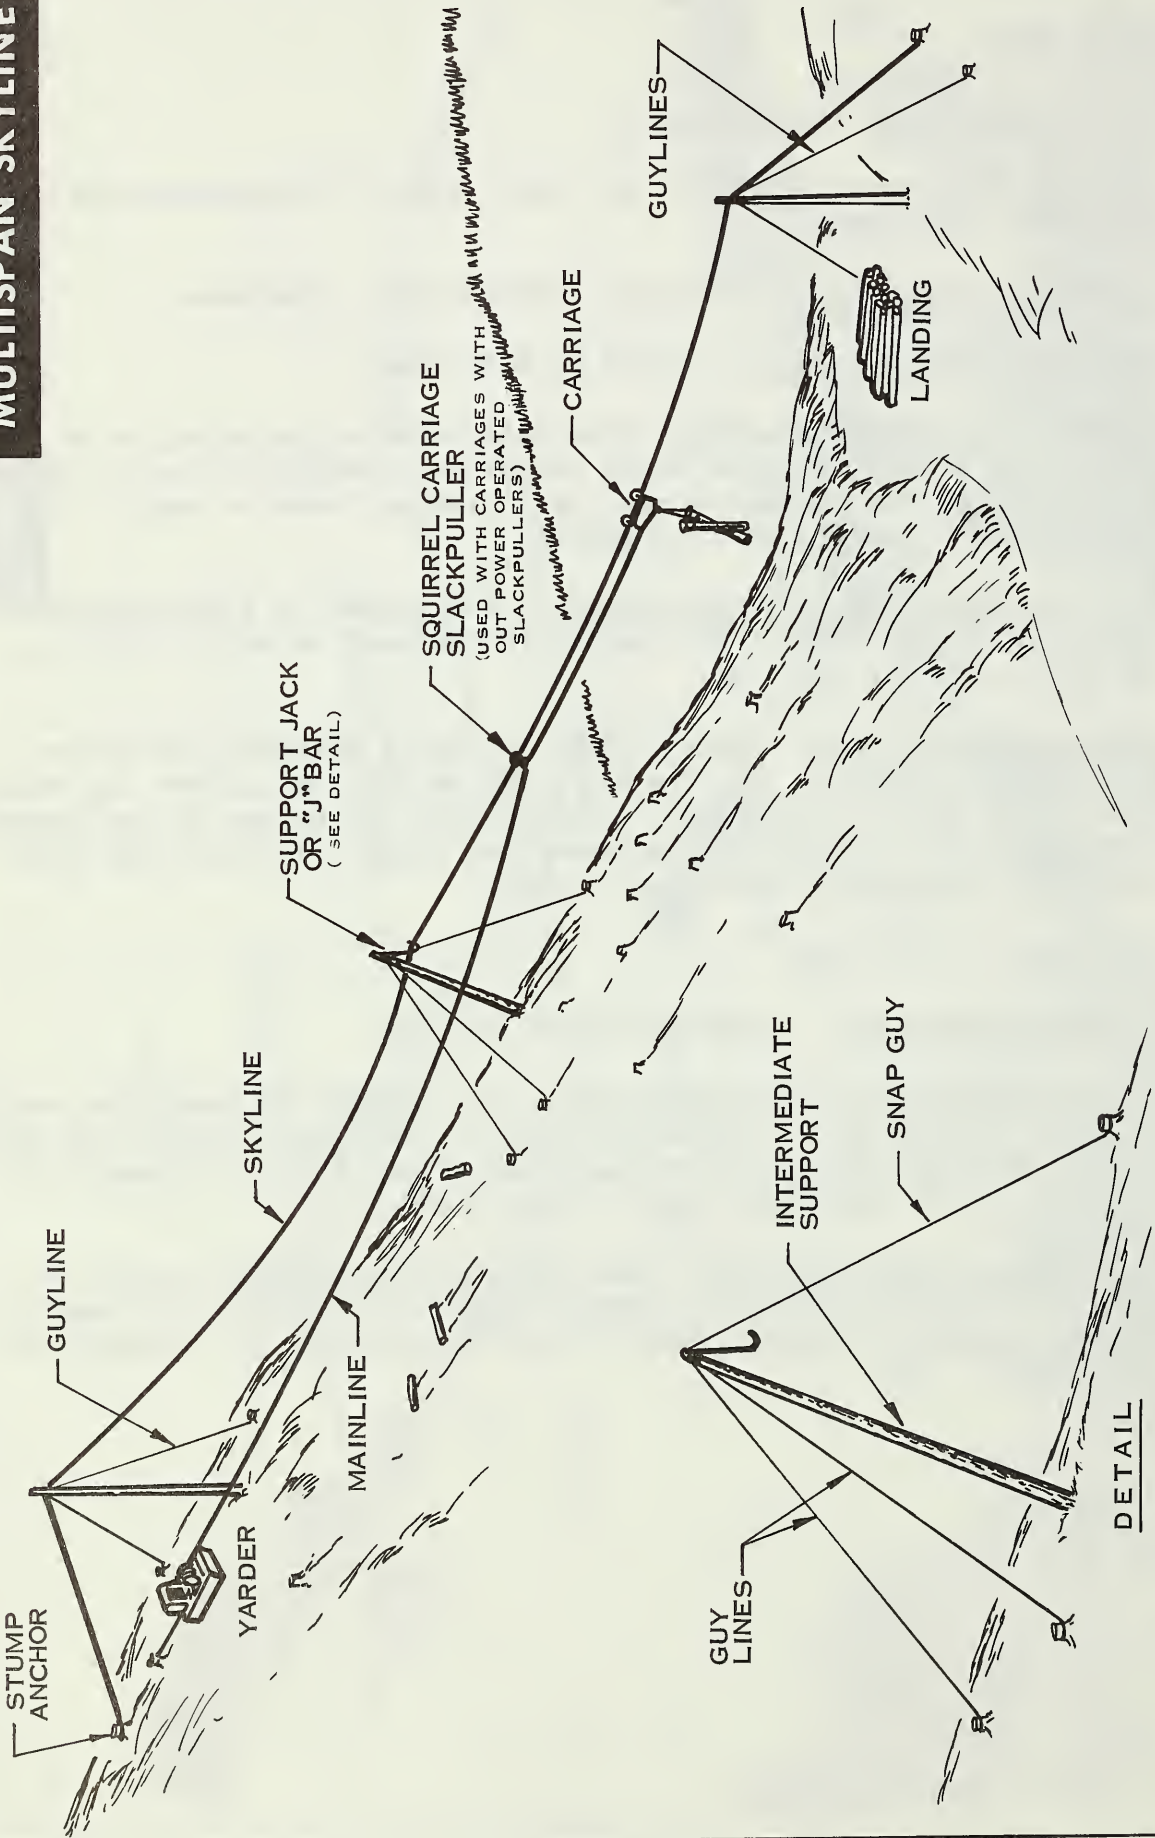 MULTISPAN SKYLINE
STUMP
ANCHOR
GUYLINE
SKYLINE
SUPPORT JACK
OR "J" BAR
( SEE DETAIL)
SQUIRREL CARRIAGE
SLACKPULLER
(USED WITH CARRIAGES WITH
OUT POWER OPERATED
SLACKPULLERS)
CARRIAGE
GUYLINES
YARDER
MAINLINE
LANDING
GUY
LINES
INTERMEDIATE
SUPPORT
SNAP GUY
DETAIL